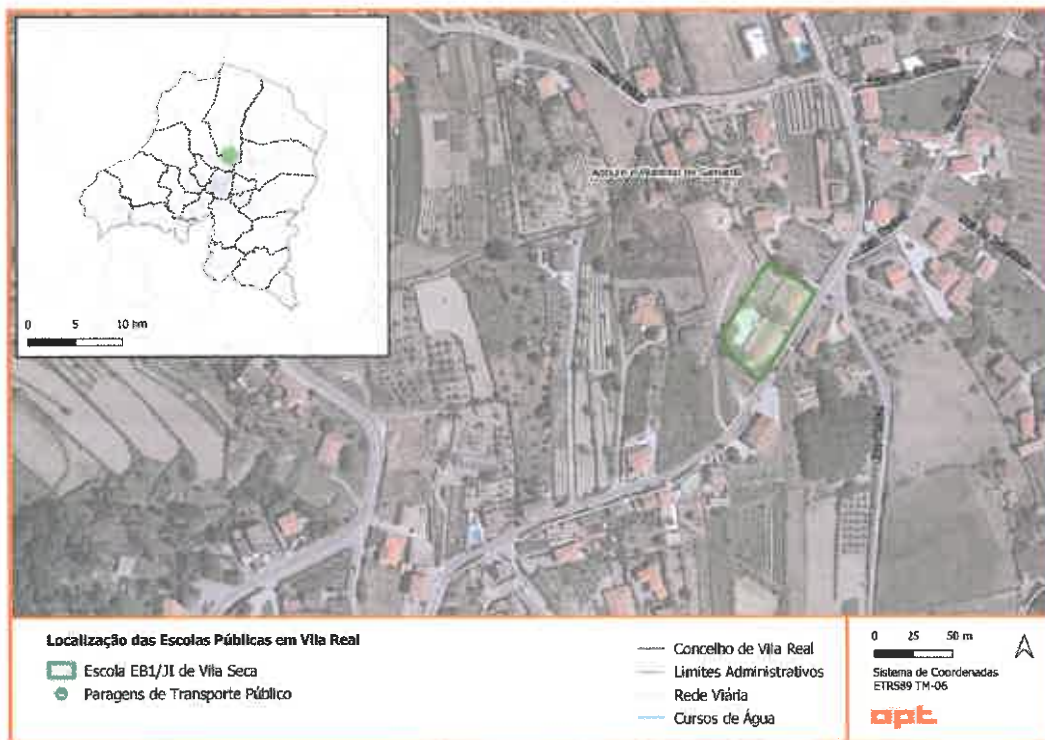 0 5 10 km
Localização das Escolas Públicas em Vila Real
Escola EB1/JI de Vila Seca
Paragens de Transporte Público
Concelho de Vila Real
Limites Administrativos
Rede Viária
Cursos de Água
0 25 50 m
Sistema de Coordenadas
ETRS89 TM-06
opt.